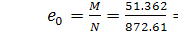 e₀ = M/N = 51.362/872.61 =